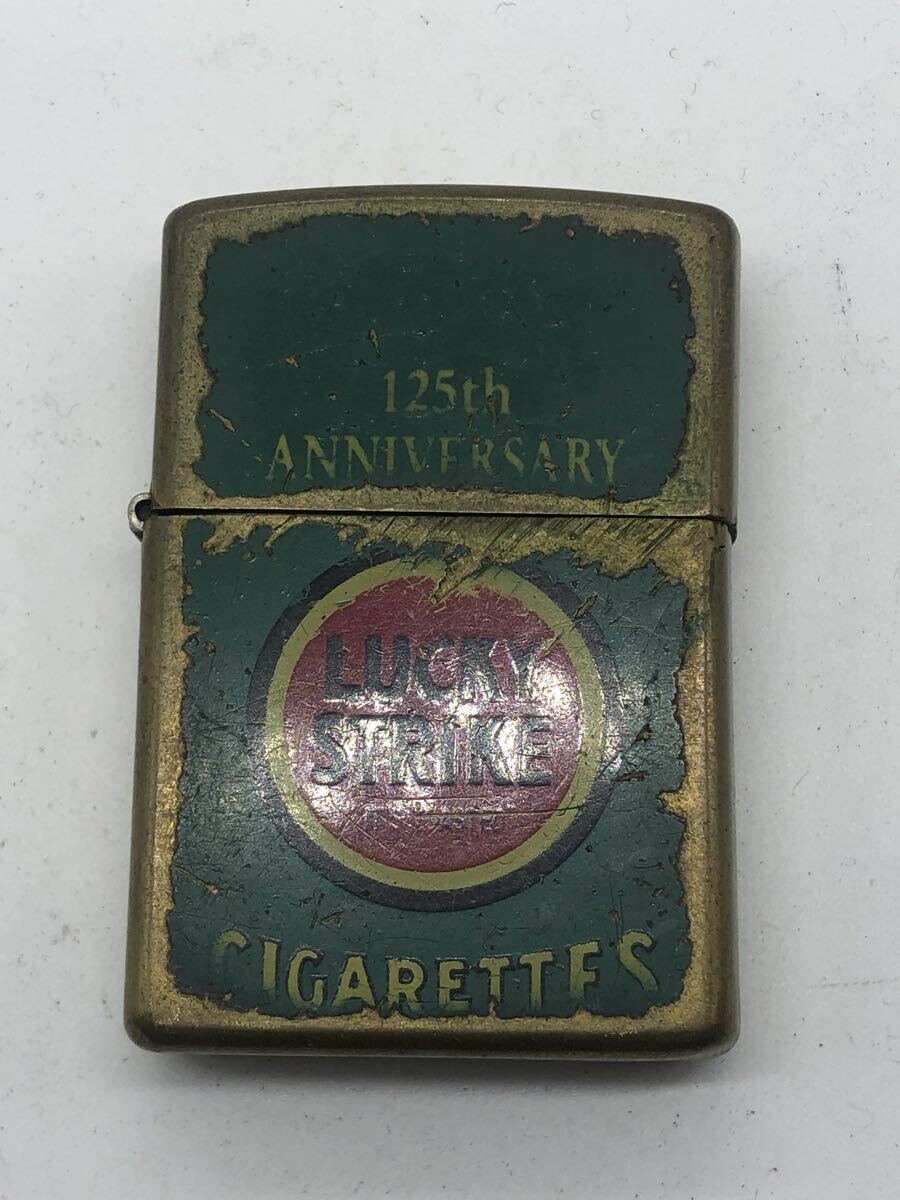 125th
ANNIVERSARY
LUCKY
STRIKE
CIGARETTES